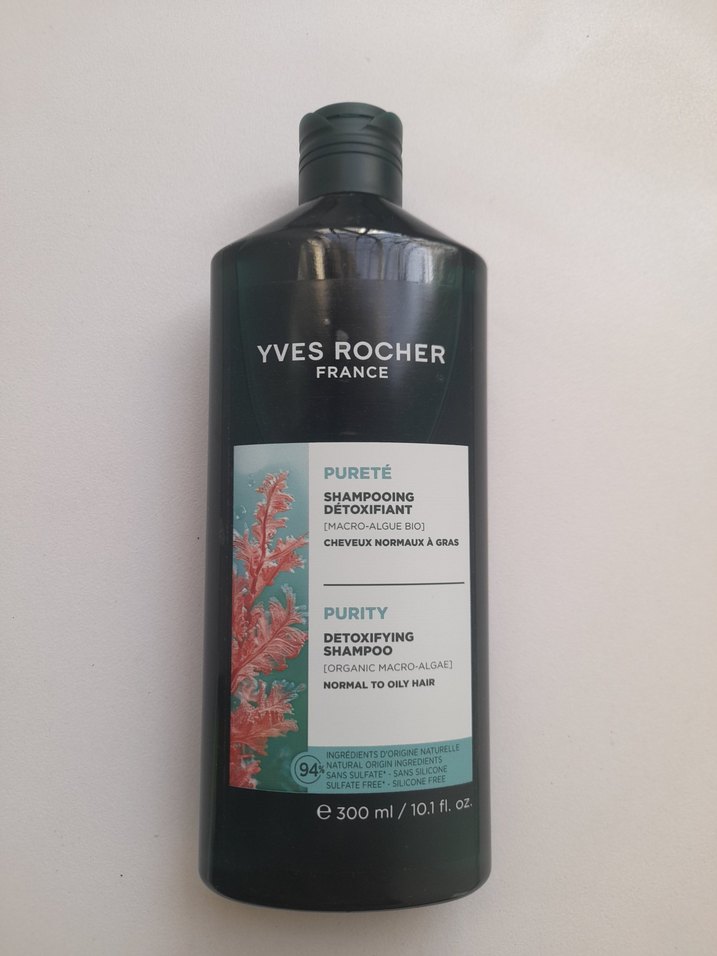 YVES ROCHER
FRANCE
PURETÉ
SHAMPOOING
DÉTOXIFIANT
[MACRO-ALGUE BIO]
CHEVEUX NORMAUX À GRAS
PURITY
DETOXIFYING
SHAMPOO
[ORGANIC MACRO-ALGAE]
NORMAL TO OILY HAIR
94%
INGRÉDIENTS D'ORIGINE NATURELLE
NATURAL ORIGIN INGREDIENTS
SANS SULFATE* - SANS SILICONE
SULFATE FREE* - SILICONE FREE
℮ 300 ml / 10.1 fl. oz.